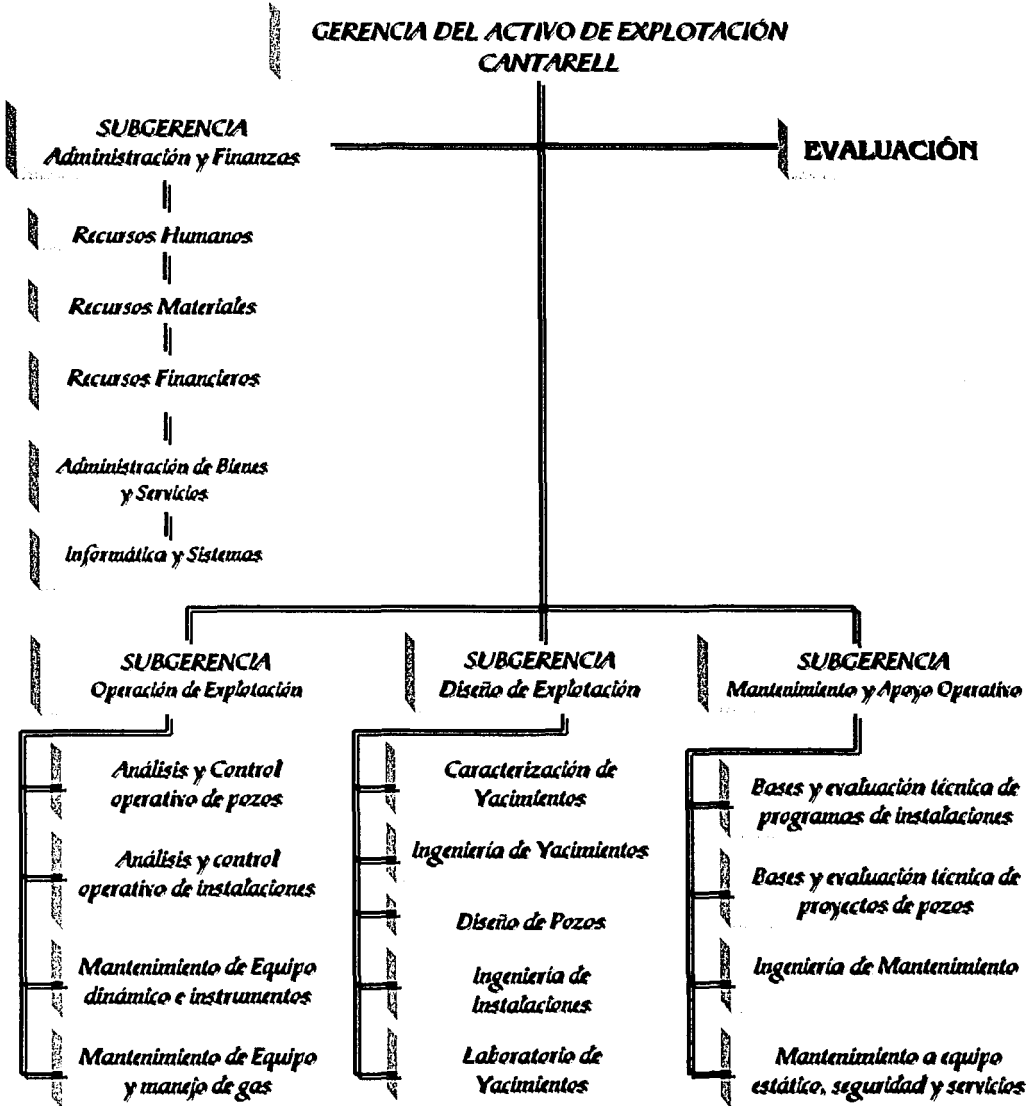 GERENCIA DEL ACTIVO DE EXPLOTACIÓN
CANTARELL
SUBGERENCIA
Administración y Finanzas
EVALUACIÓN
Recursos Humanos
Recursos Materiales
Recursos Financieros
Administración de Bienes
y Servicios
Informática y Sistemas
SUBGERENCIA
Operación de Explotación
Análisis y Control
operativo de pozos
Análisis y control
operativo de instalaciones
Mantenimiento de Equipo
dinámico e instrumentos
Mantenimiento de Equipo
y manejo de gas
SUBGERENCIA
Diseño de Explotación
Caracterización de
Yacimientos
Ingeniería de Yacimientos
Diseño de Pozos
Ingeniería de
Instalaciones
Laboratorio de
Yacimientos
SUBGERENCIA
Mantenimiento y Apoyo Operativo
Bases y evaluación técnica de
programas de instalaciones
Bases y evaluación técnica de
proyectos de pozos
Ingeniería de Mantenimiento
Mantenimiento a equipo
estático, seguridad y servicios